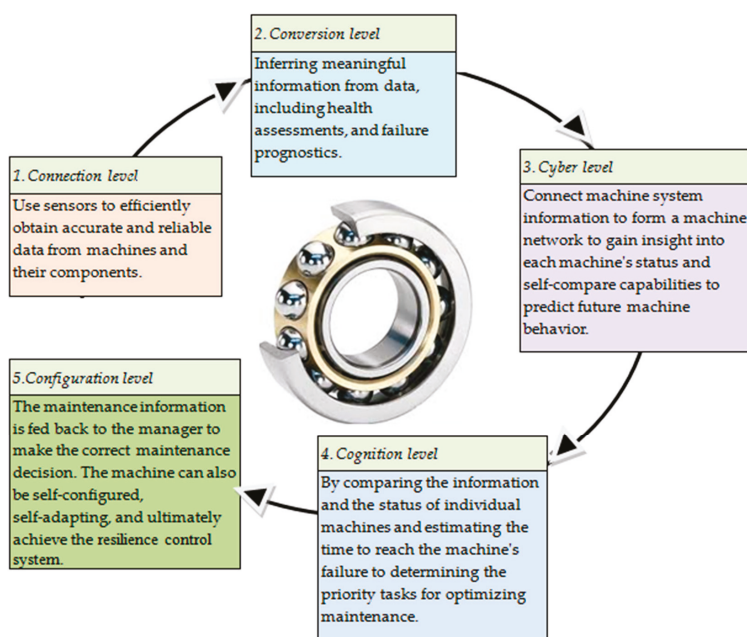 2. Conversion level
Inferring meaningful
information from data,
including health
assessments, and failure
prognostics.
1. Connection level
Use sensors to efficiently
obtain accurate and reliable
data from machines and
their components.
3. Cyber level
Connect machine system
information to form a machine
network to gain insight into
each machine's status and
self-compare capabilities to
predict future machine
behavior.
5.Configuration level
The maintenance information
is fed back to the manager to
make the correct maintenance
decision. The machine can also
be self-configured,
self-adapting, and ultimately
achieve the resilience control
system.
4. Cognition level
By comparing the information
and the status of individual
machines and estimating the
time to reach the machine's
failure to determining the
priority tasks for optimizing
maintenance.